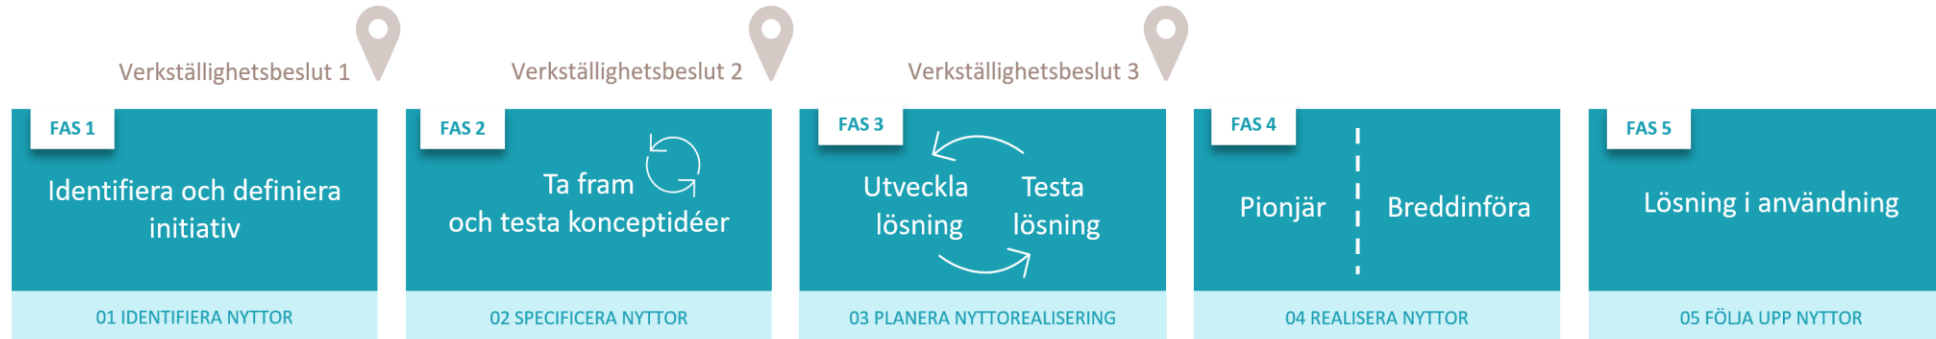 Verkställighetsbeslut 1
Verkställighetsbeslut 2
Verkställighetsbeslut 3
FAS 1
Identifiera och definiera
initiativ
01 IDENTIFIERA NYTTOR
FAS 2
Ta fram
och testa konceptidéer
02 SPECIFICERA NYTTOR
FAS 3
Utveckla
lösning
Testa
lösning
03 PLANERA NYTTOREALISERING
FAS 4
Pionjär
Breddinföra
04 REALISERA NYTTOR
FAS 5
Lösning i användning
05 FÖLJA UPP NYTTOR